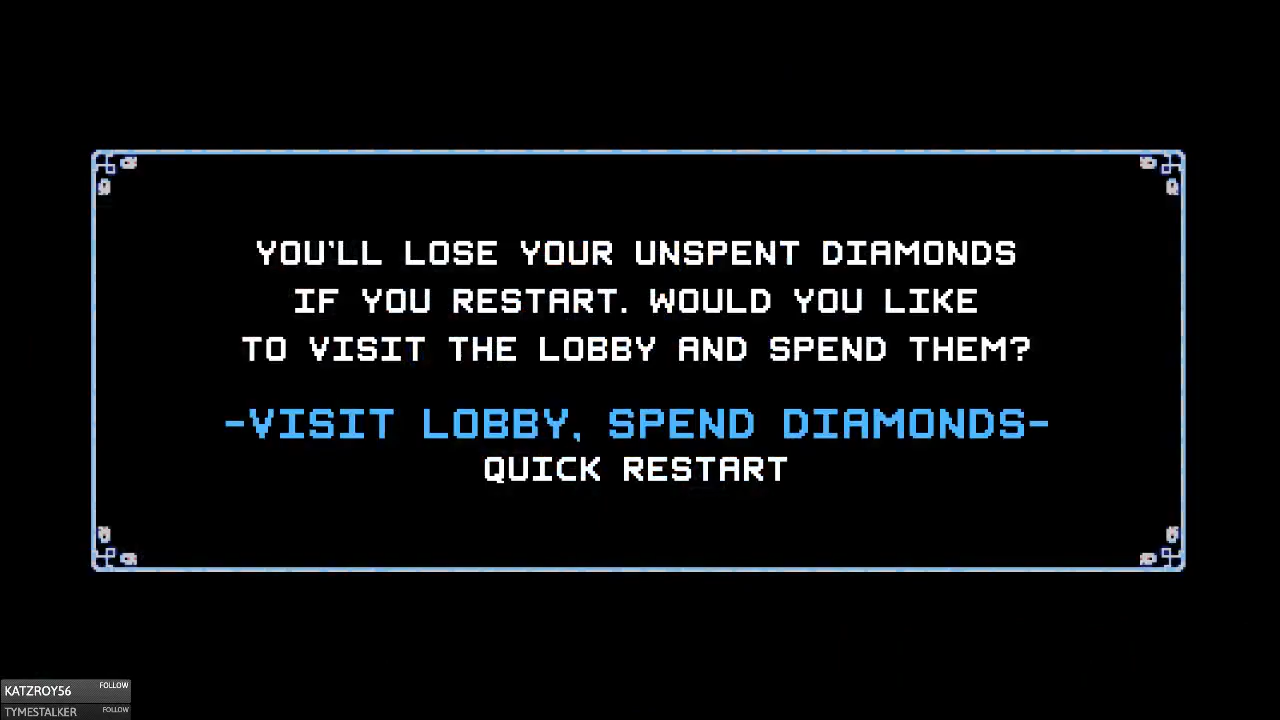 YOU'LL LOSE YOUR UNSPENT DIAMONDS
IF YOU RESTART. WOULD YOU LIKE
TO VISIT THE LOBBY AND SPEND THEM?
-VISIT LOBBY, SPEND DIAMONDS-
QUICK RESTART
KATZROY56 FOLLOW
TYMESTALKER FOLLOW